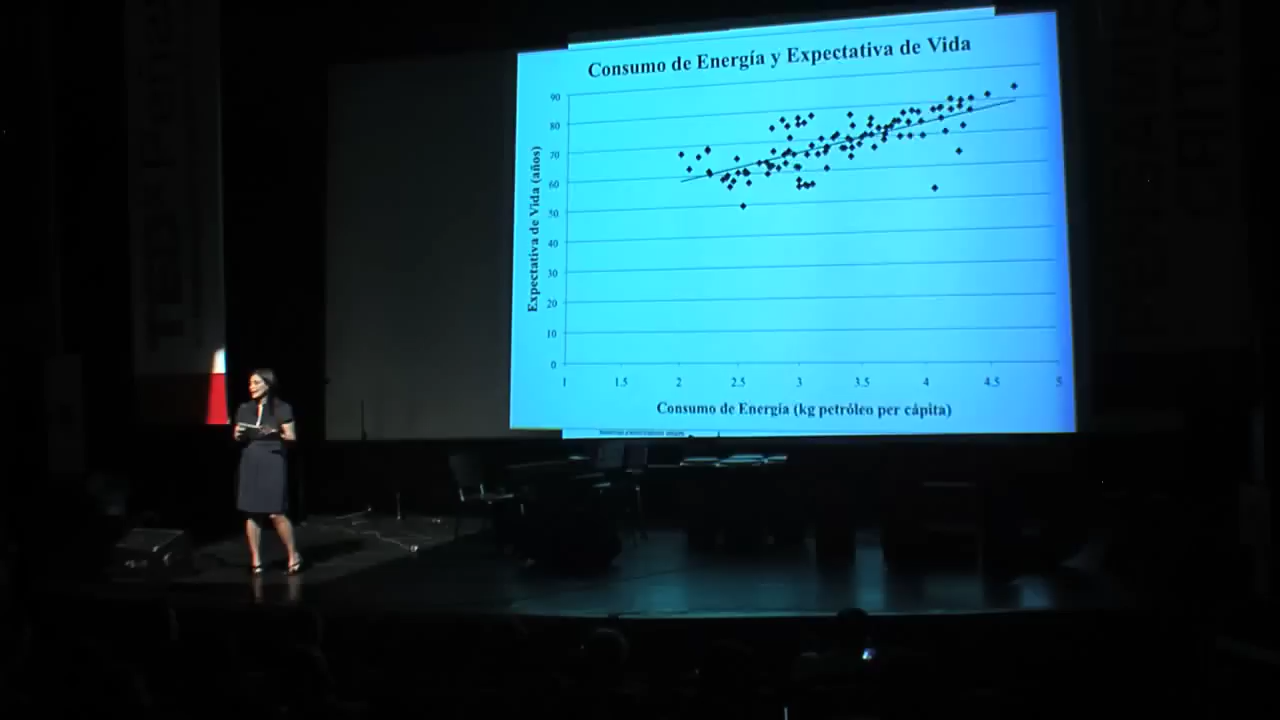 Consumo de Energía y Expectativa de Vida
90
80
70
60
50
40
30
20
10
0
Expectativa de Vida (años)
1 1.5 2 2.5 3 3.5 4 4.5 5
Consumo de Energía (kg petróleo per cápita)